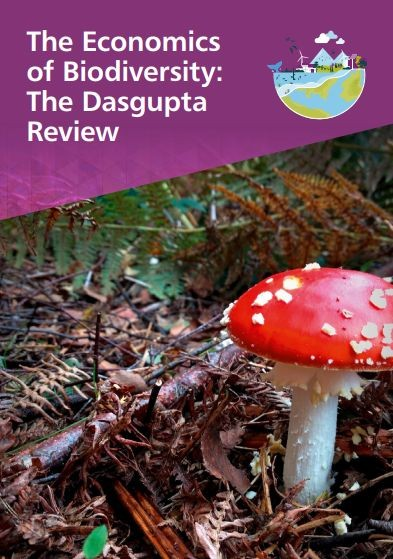 The Economics
of Biodiversity:
The Dasgupta
Review